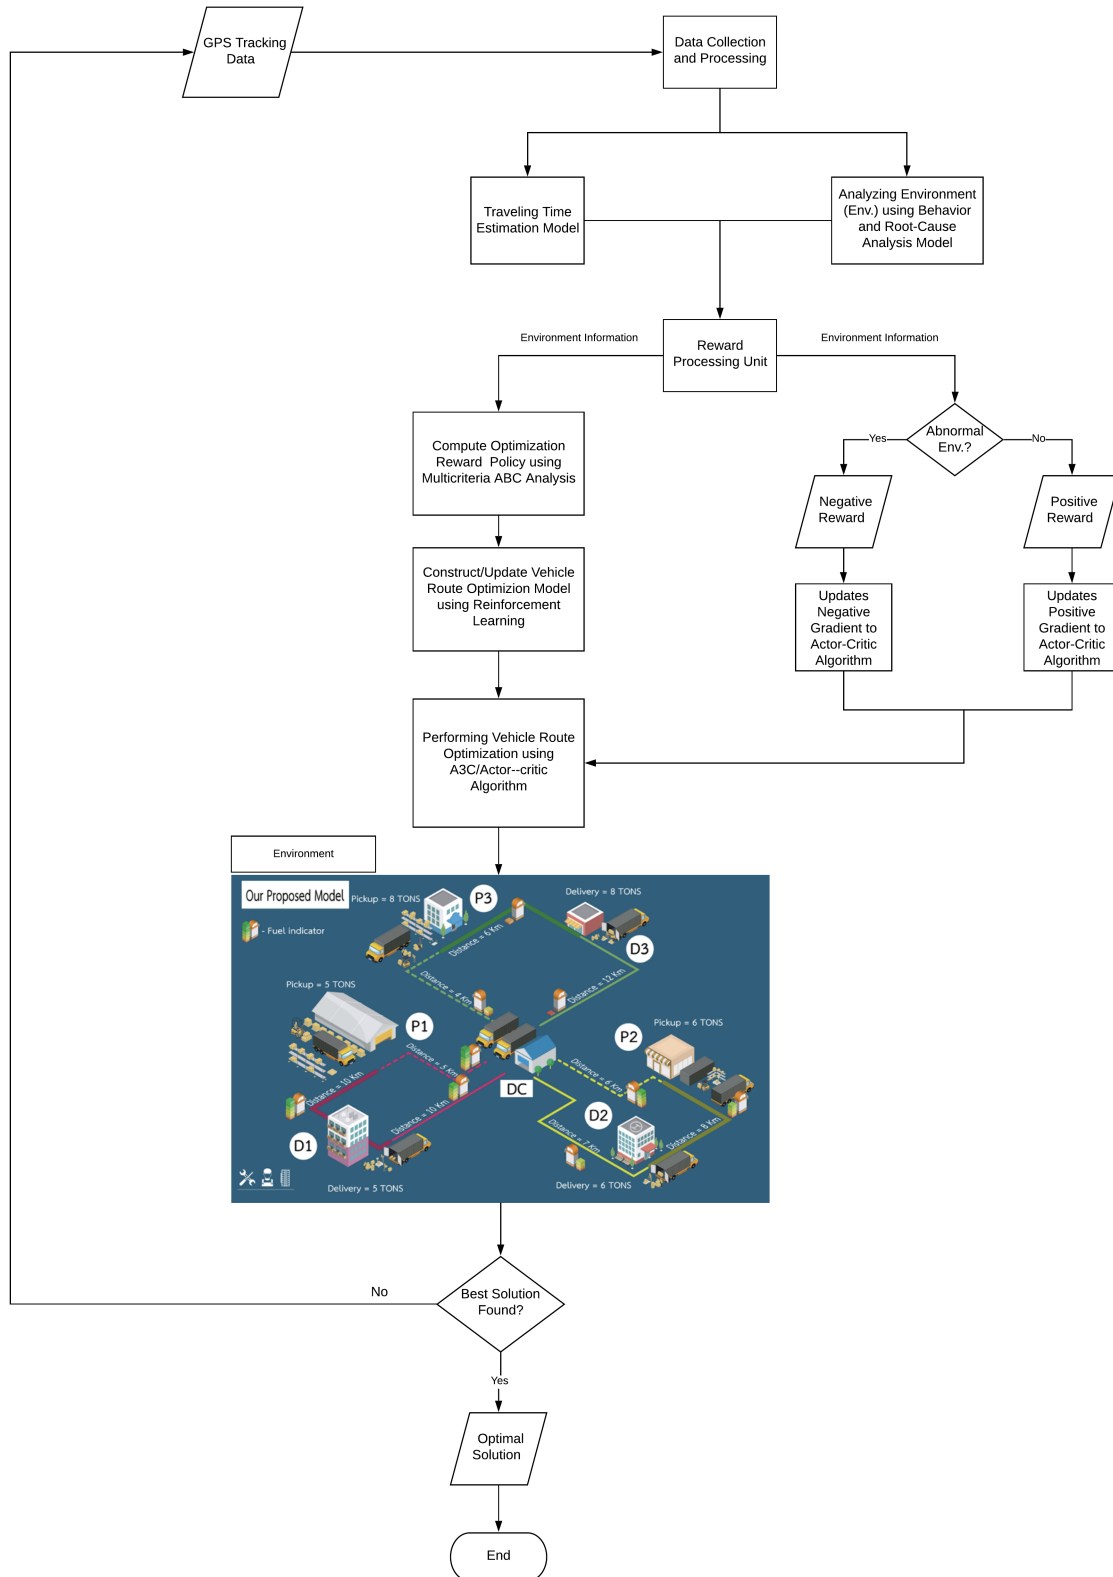 GPS Tracking
Data
Data Collection
and Processing
Traveling Time
Estimation Model
Analyzing Environment
(Env.) using Behavior
and Root-Cause
Analysis Model
Environment Information
Reward
Processing Unit
Environment Information
Compute Optimization
Reward Policy using
Multicriteria ABC Analysis
Abnormal
Env.?
Yes
No
Negative
Reward
Positive
Reward
Construct/Update Vehicle
Route Optimizion Model
using Reinforcement
Learning
Updates
Negative
Gradient to
Actor-Critic
Algorithm
Updates
Positive
Gradient to
Actor-Critic
Algorithm
Performing Vehicle Route
Optimization using
A3C/Actor--critic
Algorithm
Environment
Our Proposed Model
Pickup = 8 TONS
P3
Delivery = 8 TONS
- Fuel indicator
D3
Distance = 6 Km
Distance = 4 Km
Distance = 12 Km
Pickup = 5 TONS
P1
Pickup = 6 TONS
P2
Distance = 5 Km
Distance = 10 Km
Distance = 6 Km
DC
Distance = 10 Km
D2
Distance = 7 Km
Distance = 8 Km
D1
Delivery = 5 TONS
Delivery = 6 TONS
No
Best Solution
Found?
Yes
Optimal
Solution
End